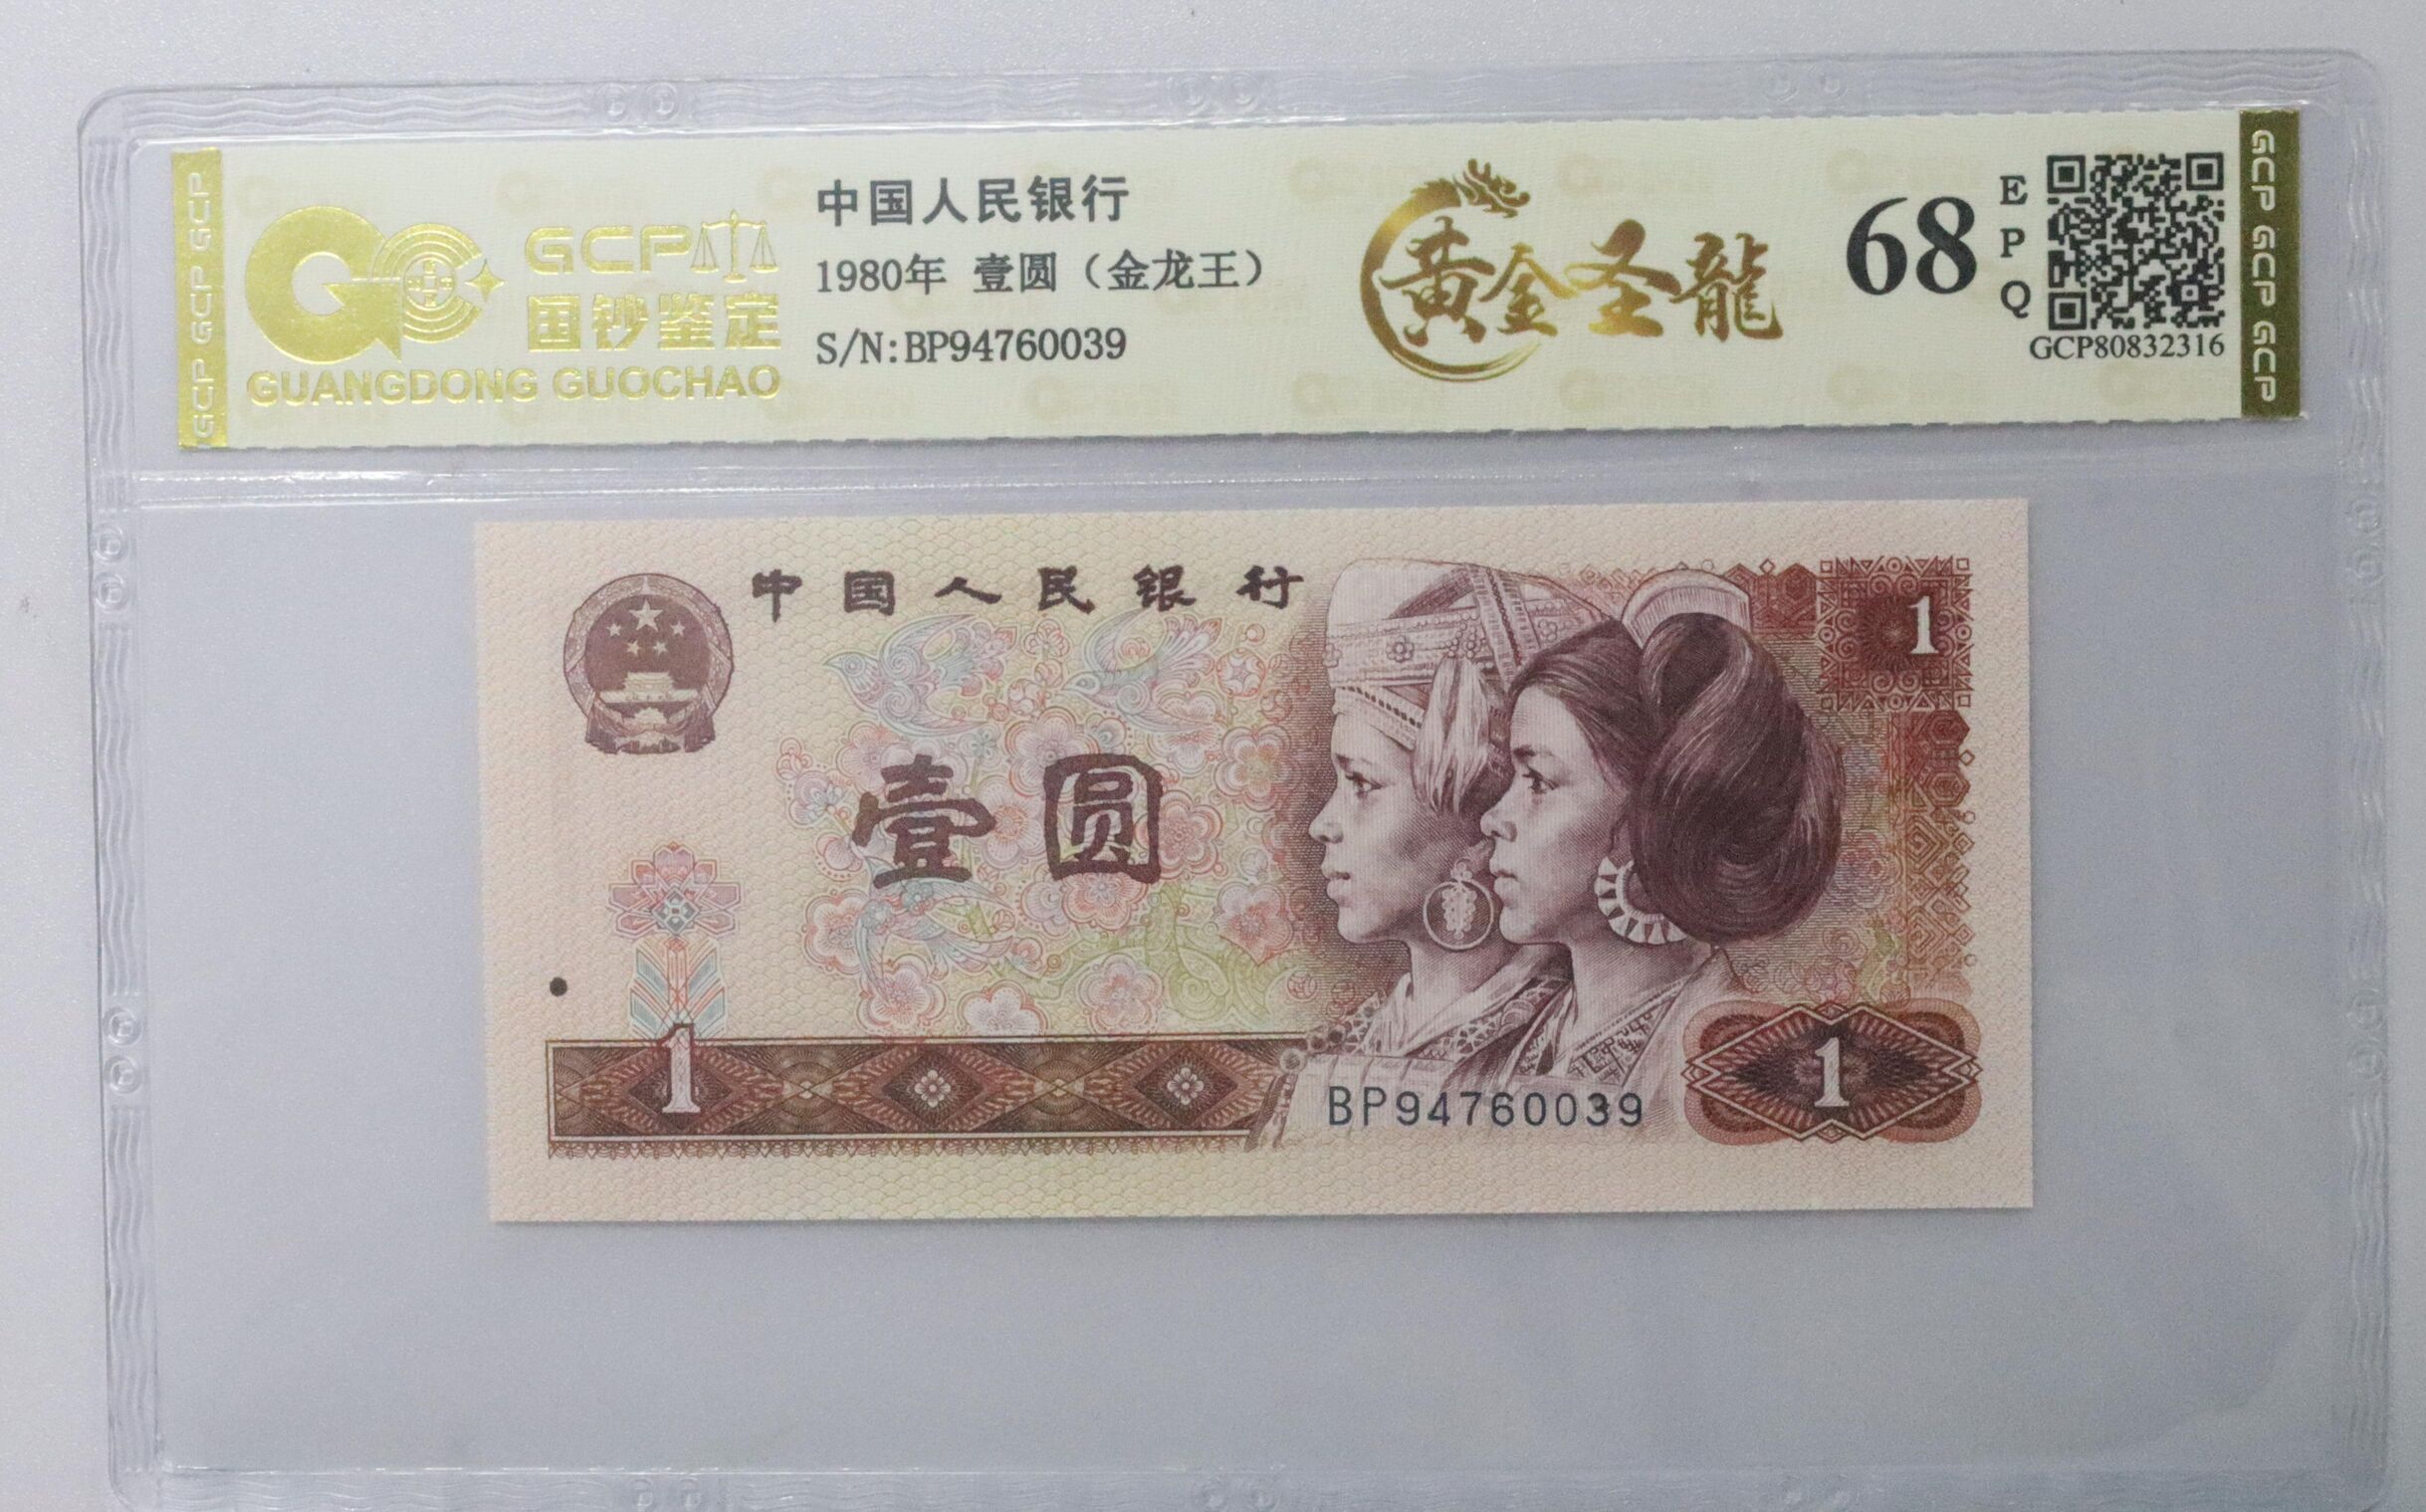 GCP GCP GCP
GCP
国钞鉴定
GUANGDONG GUOCHAO
中国人民银行
1980年 壹圆（金龙王）
S/N:BP94760039
黄金圣龍
68
EPQ
GCP80832316
GCP GCP GCP
中国人民银行
1
壹圆
1
BP94760039
1